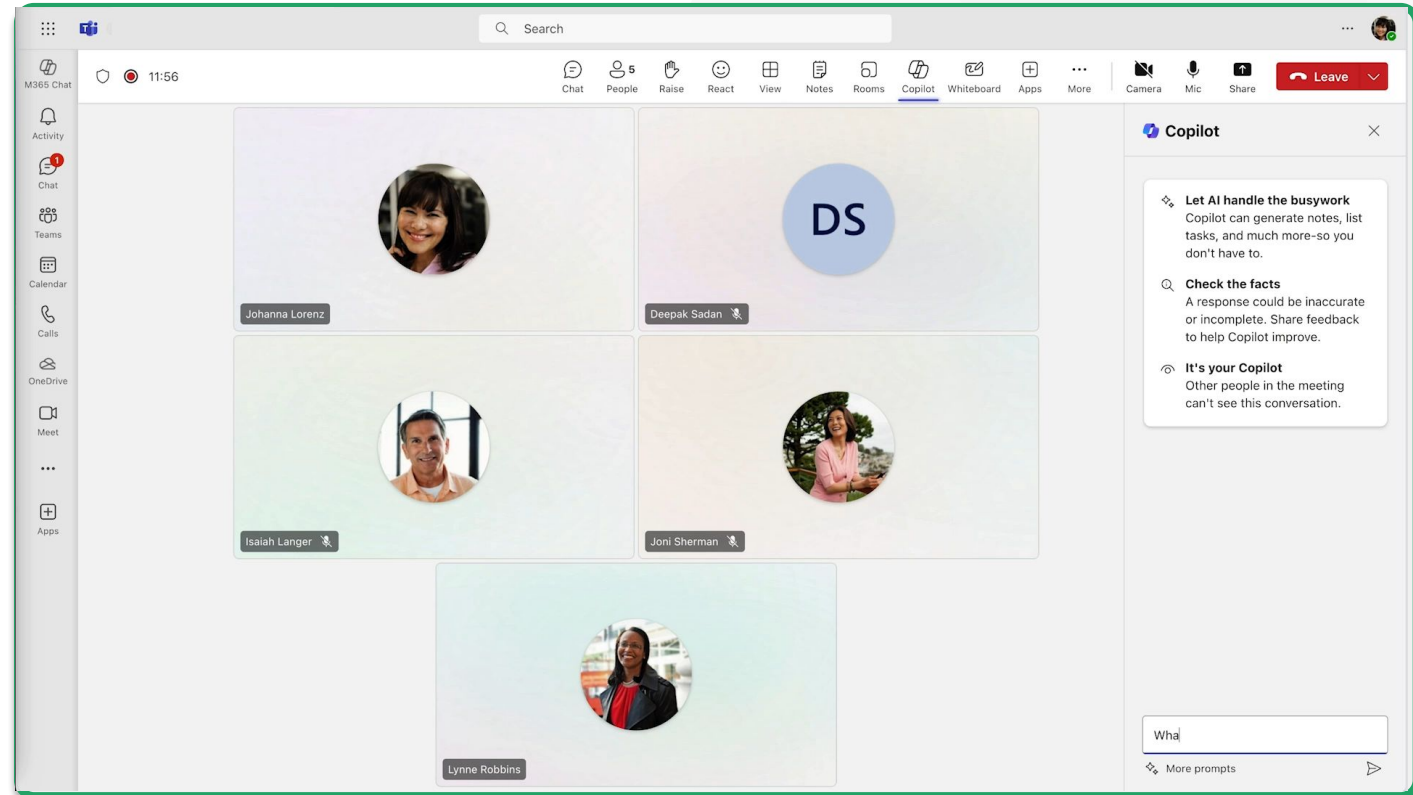 Search
M365 Chat
Activity
1
Chat
Teams
Calendar
Calls
OneDrive
Meet
Apps
11:56
Chat
5
People
Raise
React
View
Notes
Rooms
Copilot
Whiteboard
Apps
More
Camera
Mic
Share
Leave
Johanna Lorenz
DS
Deepak Sadan
Isaiah Langer
Joni Sherman
Lynne Robbins
Copilot
Let AI handle the busywork
Copilot can generate notes, list
tasks, and much more-so you
don't have to.
Check the facts
A response could be inaccurate
or incomplete. Share feedback
to help Copilot improve.
It's your Copilot
Other people in the meeting
can't see this conversation.
Wha
More prompts